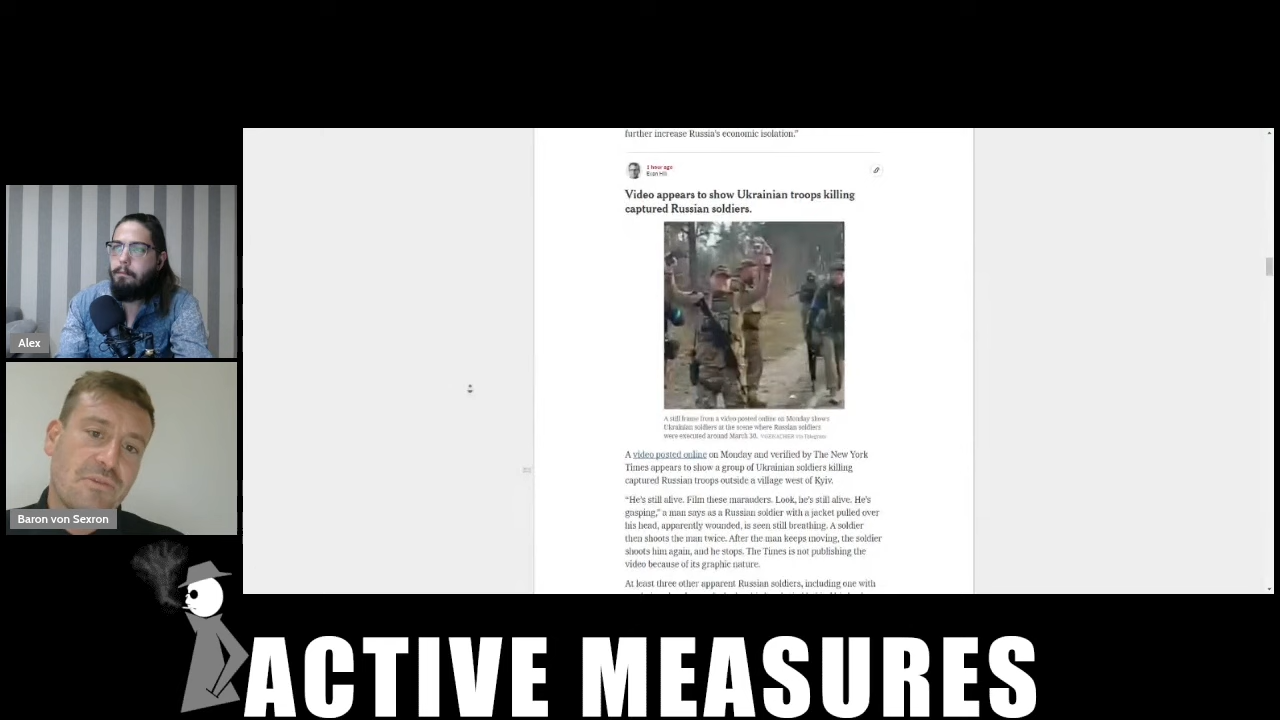 further increase Russia's economic isolation."
1 hour ago
Evan Hill
Video appears to show Ukrainian troops killing
captured Russian soldiers.
A still frame from a video posted online on Monday shows
Ukrainian soldiers at the scene where Russian soldiers
were executed around March 30. via Telegram
A video posted online on Monday and verified by The New York
Times appears to show a group of Ukrainian soldiers killing
captured Russian troops outside a village west of Kyiv.
“He's still alive. Film these marauders. Look, he's still alive. He's
gasping,” a man says as a Russian soldier with a jacket pulled over
his head, apparently wounded, is seen still breathing. A soldier
then shoots the man twice. After the man keeps moving, the soldier
shoots him again, and he stops. The Times is not publishing the
video because of its graphic nature.
At least three other apparent Russian soldiers, including one with
Alex
Baron von Sexron
ACTIVE MEASURES